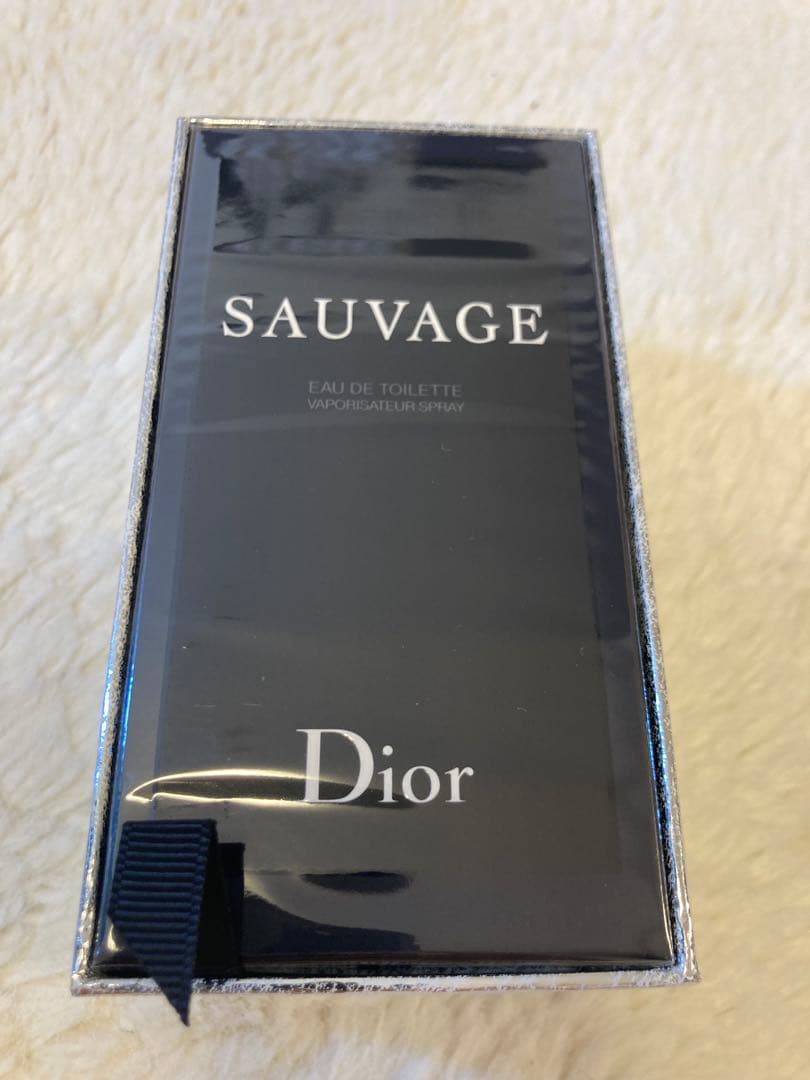 SAUVAGE
EAU DE TOILETTE
VAPORISATEUR SPRAY
Dior